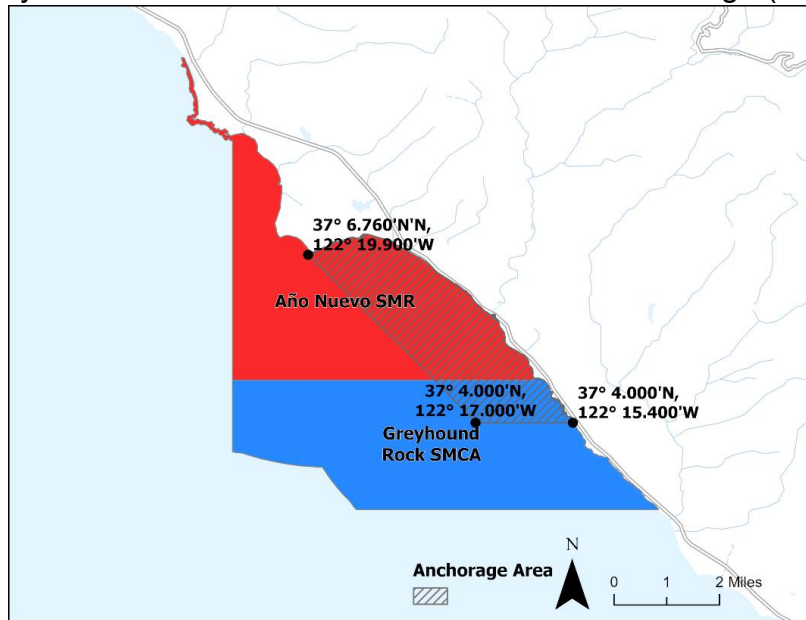 37° 6.760'N'N,
122° 19.900'W
Año Nuevo SMR
37° 4.000'N,
122° 17.000'W
37° 4.000'N,
122° 15.400'W
Greyhound
Rock SMCA
Anchorage Area
N
0 1 2 Miles